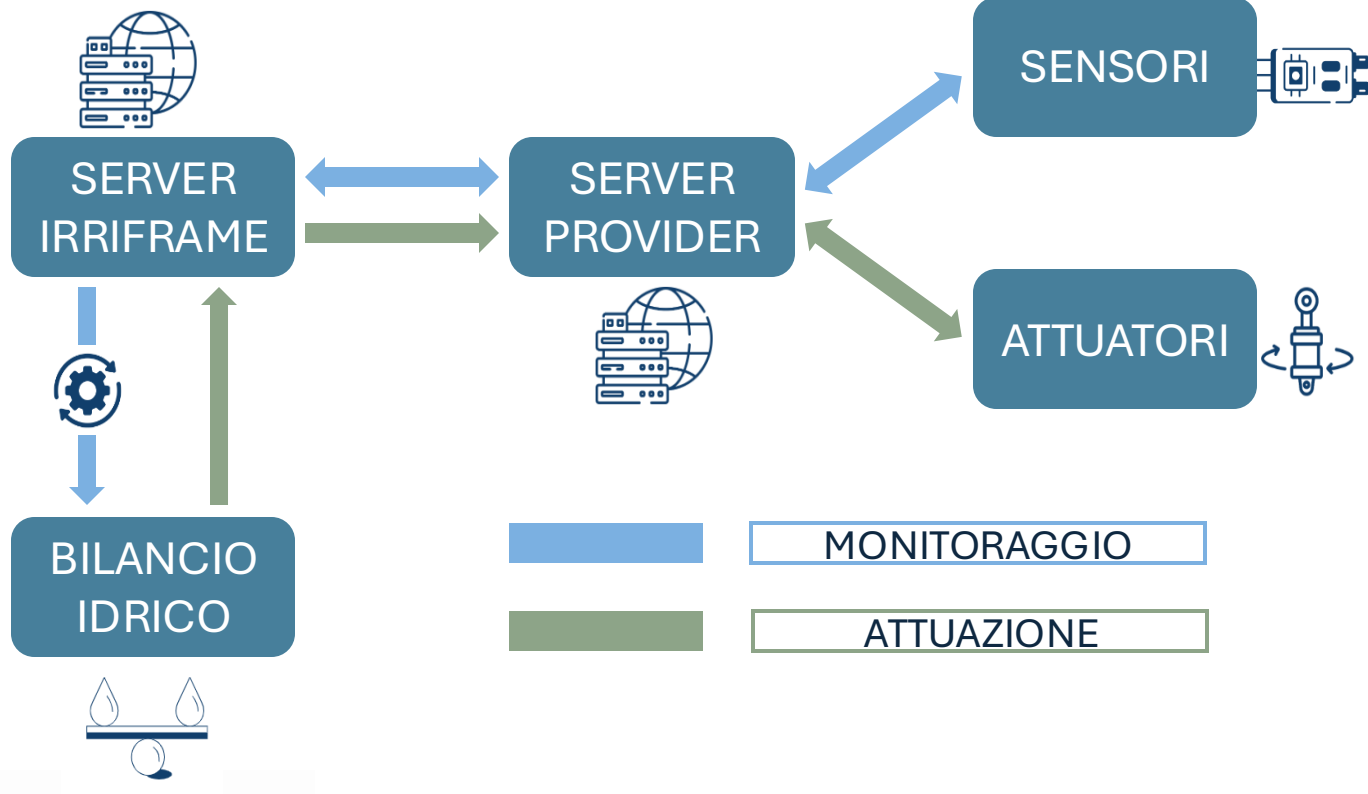 SERVER
IRRIFRAME
SERVER
PROVIDER
SENSORI
ATTUATORI
BILANCIO
IDRICO
MONITORAGGIO
ATTUAZIONE